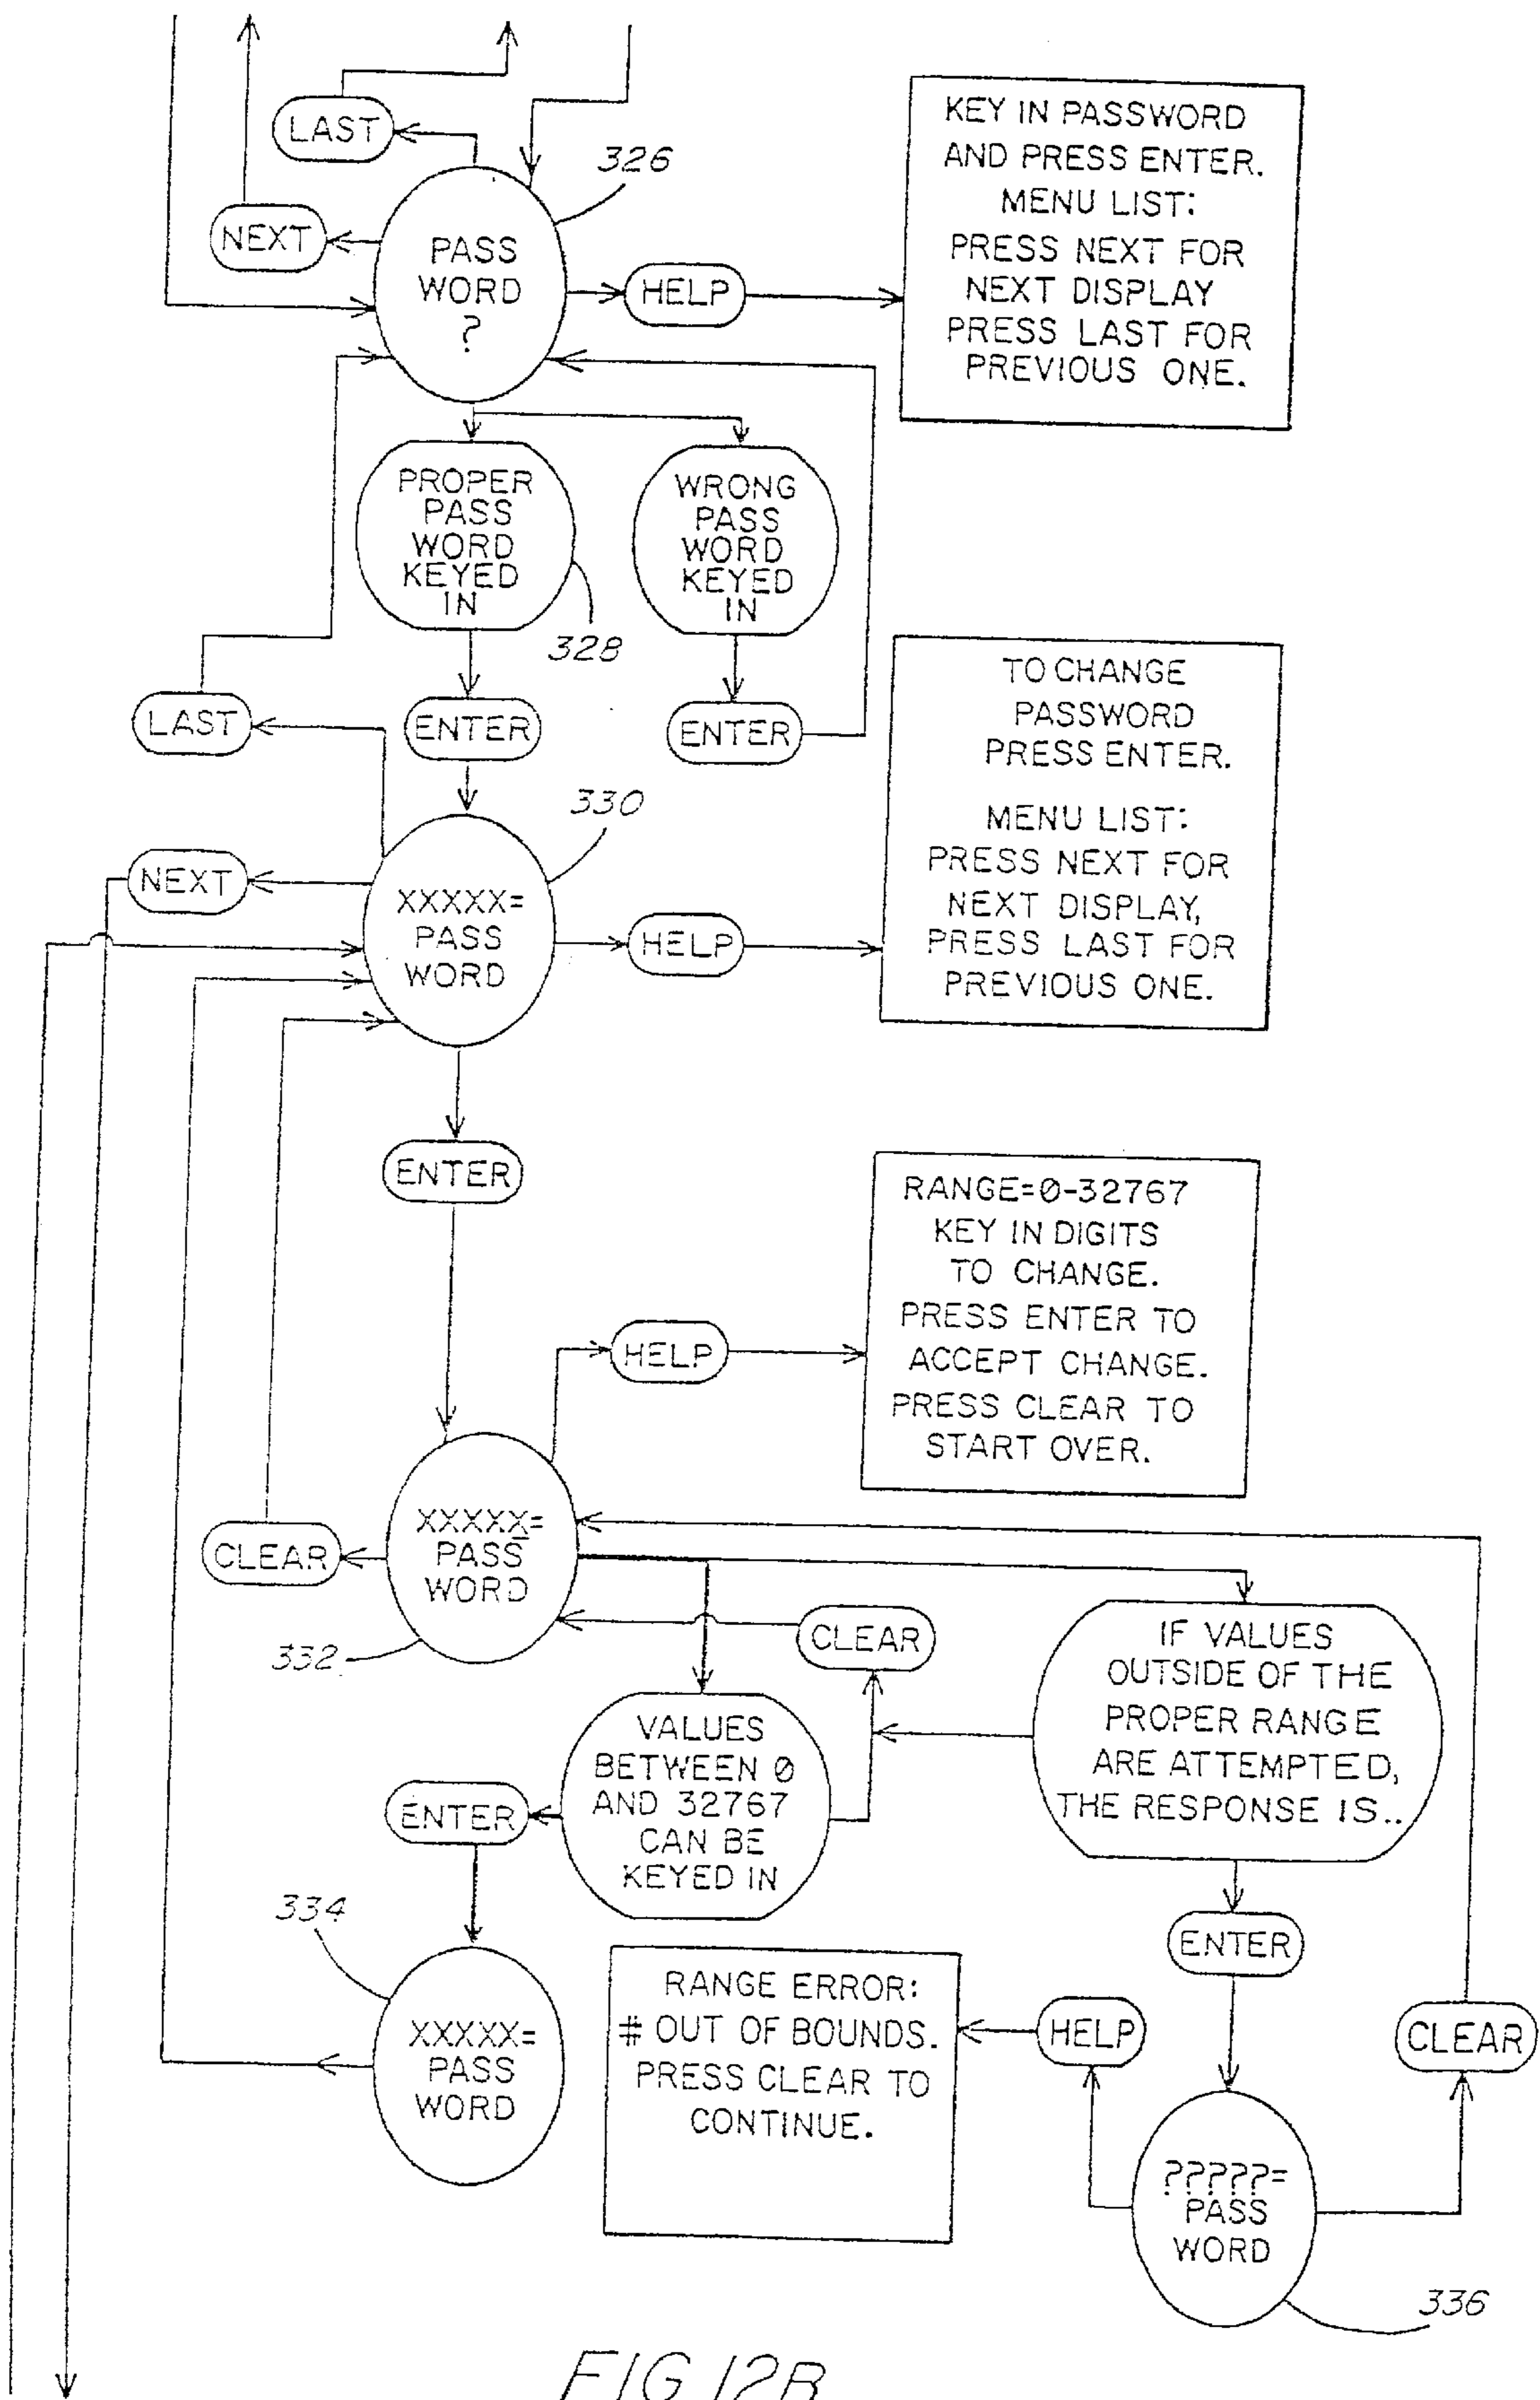 LAST
326
KEY IN PASSWORD
AND PRESS ENTER.
MENU LIST:
PRESS NEXT FOR
NEXT DISPLAY
PRESS LAST FOR
PREVIOUS ONE.
NEXT
PASS
WORD
?
HELP
PROPER
PASS
WORD
KEYED
IN
328
WRONG
PASS
WORD
KEYED
IN
LAST
ENTER
ENTER
TO CHANGE
PASSWORD
PRESS ENTER.
MENU LIST:
PRESS NEXT FOR
NEXT DISPLAY,
PRESS LAST FOR
PREVIOUS ONE.
330
NEXT
XXXXX=
PASS
WORD
HELP
ENTER
RANGE=0-32767
KEY IN DIGITS
TO CHANGE.
PRESS ENTER TO
ACCEPT CHANGE.
PRESS CLEAR TO
START OVER.
HELP
CLEAR
XXXXX=
PASS
WORD
332
CLEAR
IF VALUES
OUTSIDE OF THE
PROPER RANGE
ARE ATTEMPTED,
THE RESPONSE IS..
VALUES
BETWEEN 0
AND 32767
CAN BE
KEYED IN
ENTER
334
XXXXX=
PASS
WORD
RANGE ERROR:
# OUT OF BOUNDS.
PRESS CLEAR TO
CONTINUE.
ENTER
HELP
CLEAR
?????=
PASS
WORD
336
FIG 12B